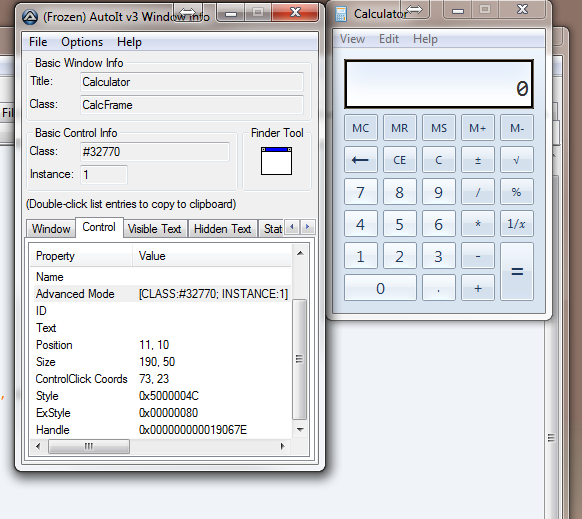 (Frozen) AutoIt v3 Window Info
File Options Help
Basic Window Info
Title: Calculator
Class: CalcFrame
Basic Control Info
Class: #32770
Instance: 1
Finder Tool
(Double-click list entries to copy to clipboard)
Window Control Visible Text Hidden Text Stat
Property Value
Name
Advanced Mode [CLASS:#32770; INSTANCE:1]
ID
Text
Position 11, 10
Size 190, 50
ControlClick Coords 73, 23
Style 0x5000004C
ExStyle 0x00000080
Handle 0x000000000019067E
Calculator
View Edit Help
0
MC MR MS M+ M-
← CE C ± √
7 8 9 / %
4 5 6 * 1/x
1 2 3 - =
0 . +
Fil